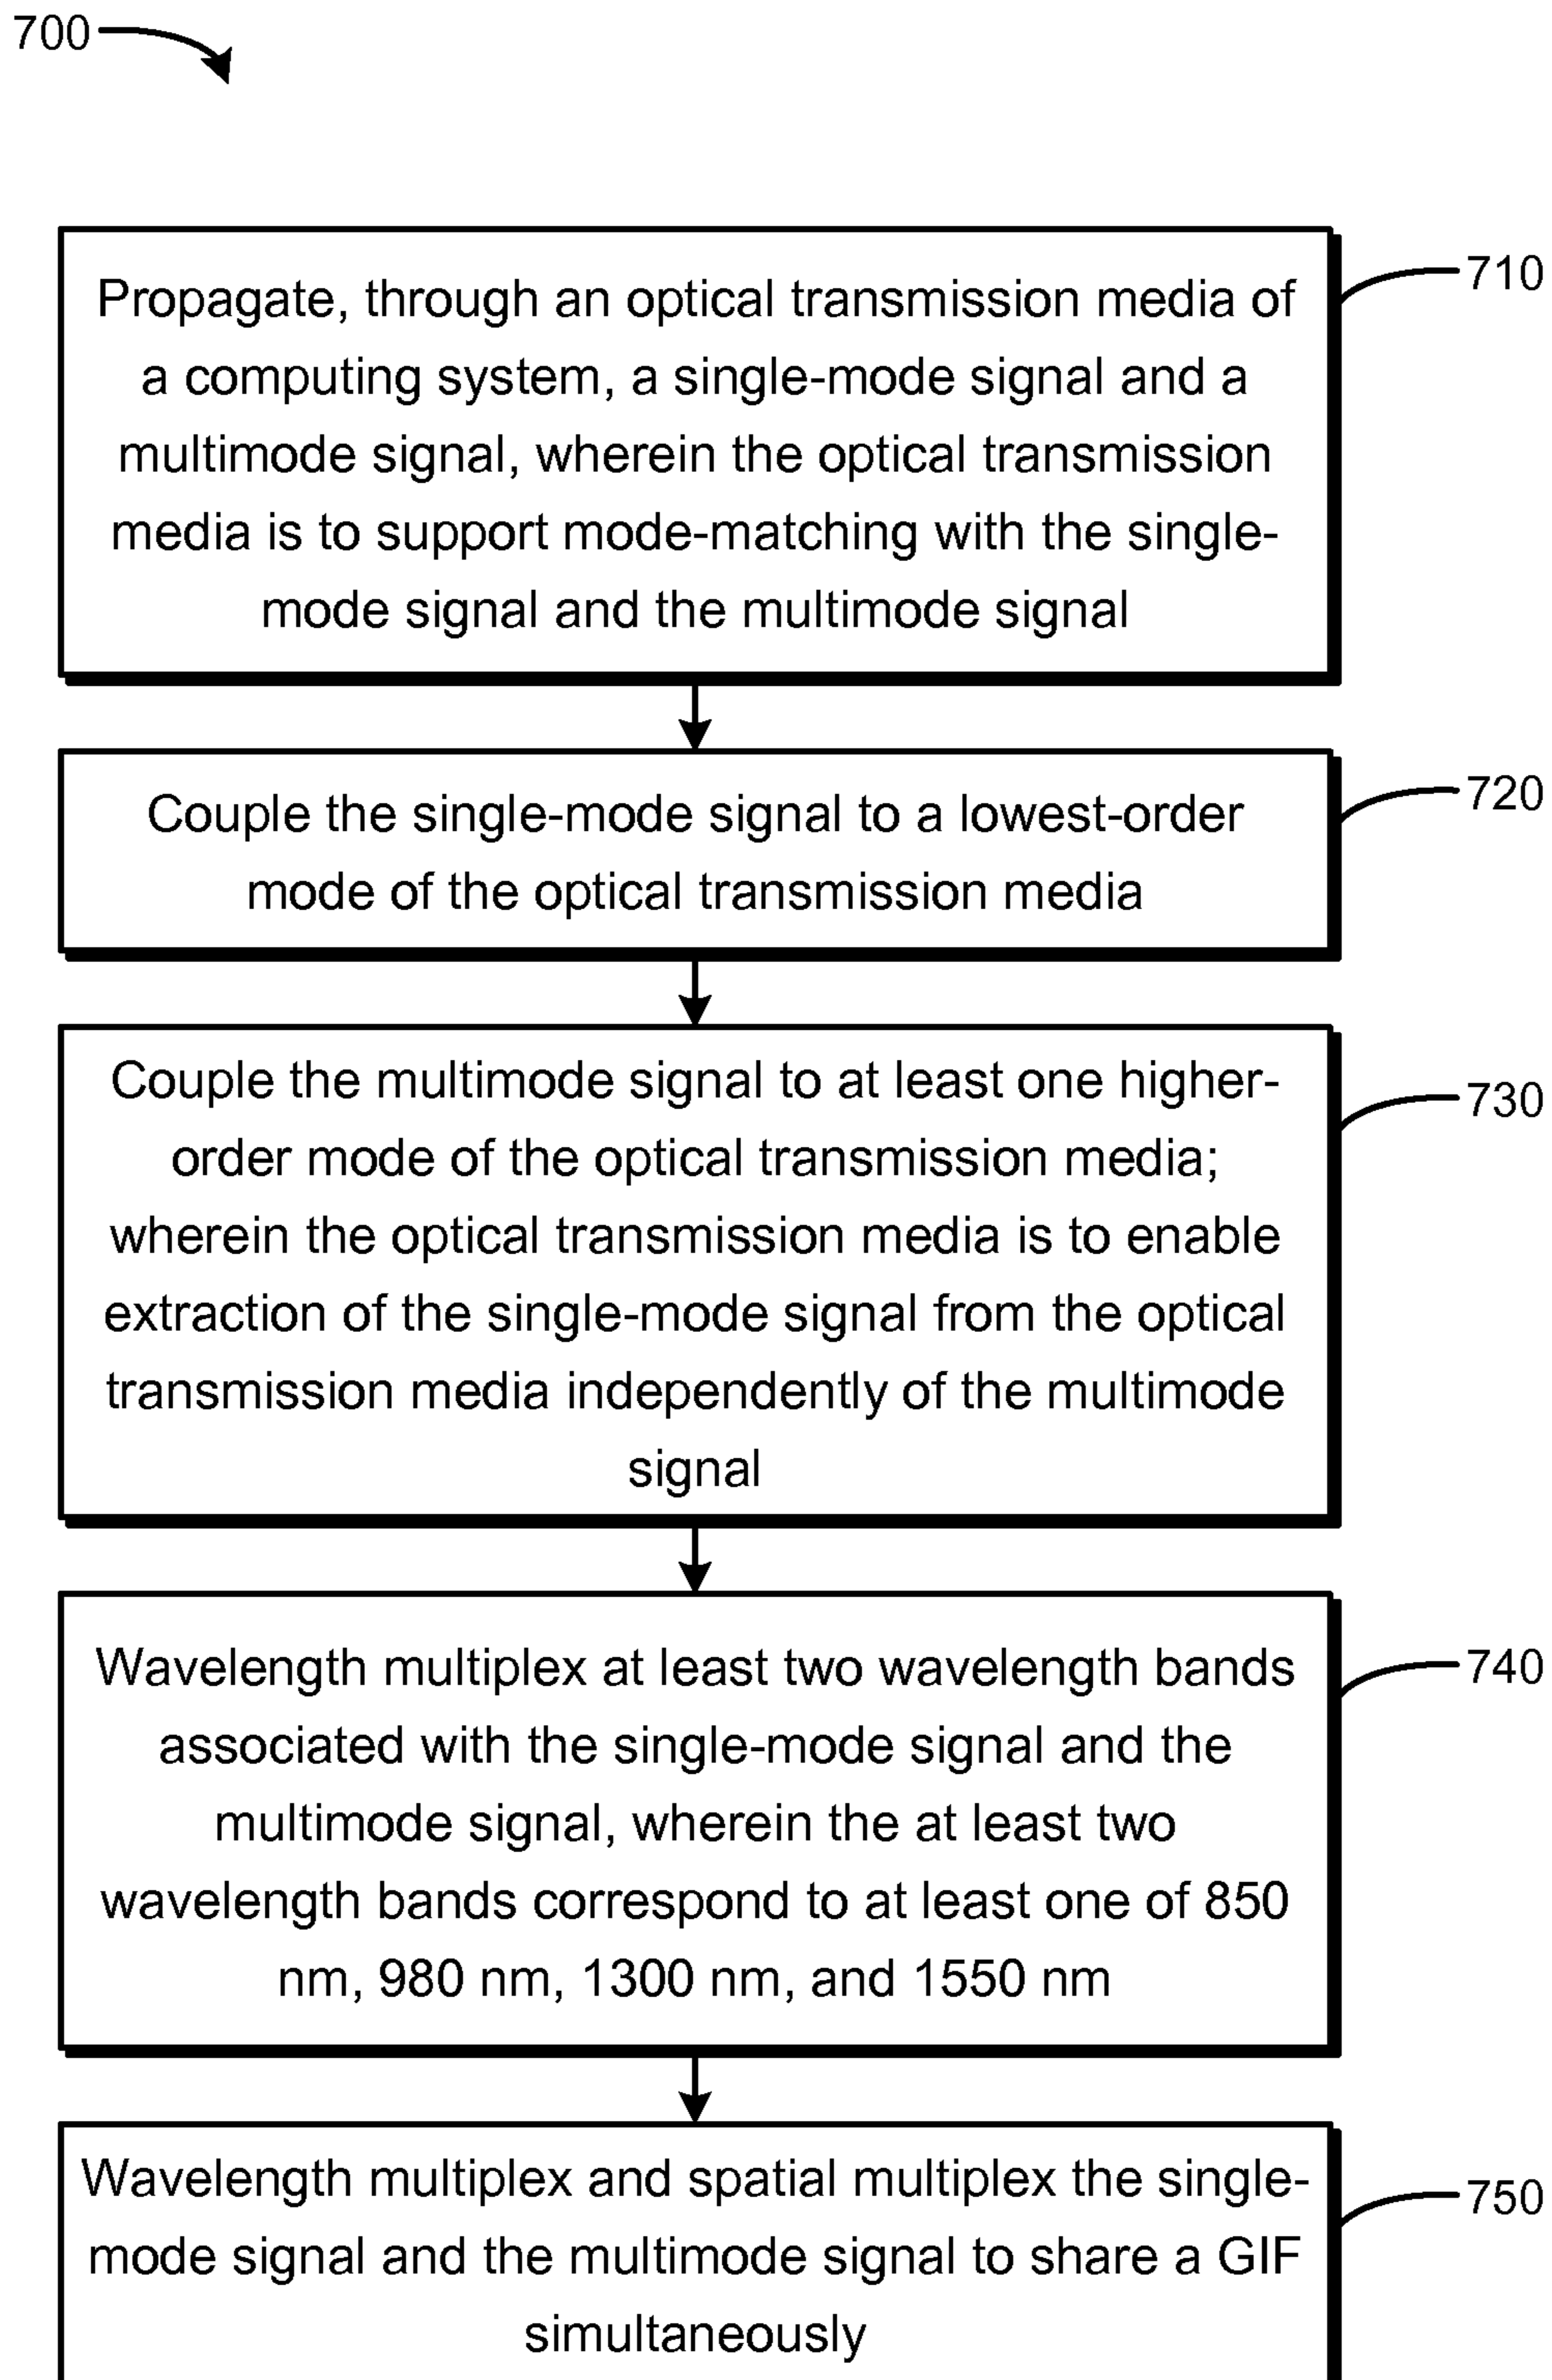 700
Propagate, through an optical transmission media of
a computing system, a single-mode signal and a
multimode signal, wherein the optical transmission
media is to support mode-matching with the single-
mode signal and the multimode signal
710
Couple the single-mode signal to a lowest-order
mode of the optical transmission media
720
Couple the multimode signal to at least one higher-
order mode of the optical transmission media;
wherein the optical transmission media is to enable
extraction of the single-mode signal from the optical
transmission media independently of the multimode
signal
730
Wavelength multiplex at least two wavelength bands
associated with the single-mode signal and the
multimode signal, wherein the at least two
wavelength bands correspond to at least one of 850
nm, 980 nm, 1300 nm, and 1550 nm
740
Wavelength multiplex and spatial multiplex the single-
mode signal and the multimode signal to share a GIF
simultaneously
750